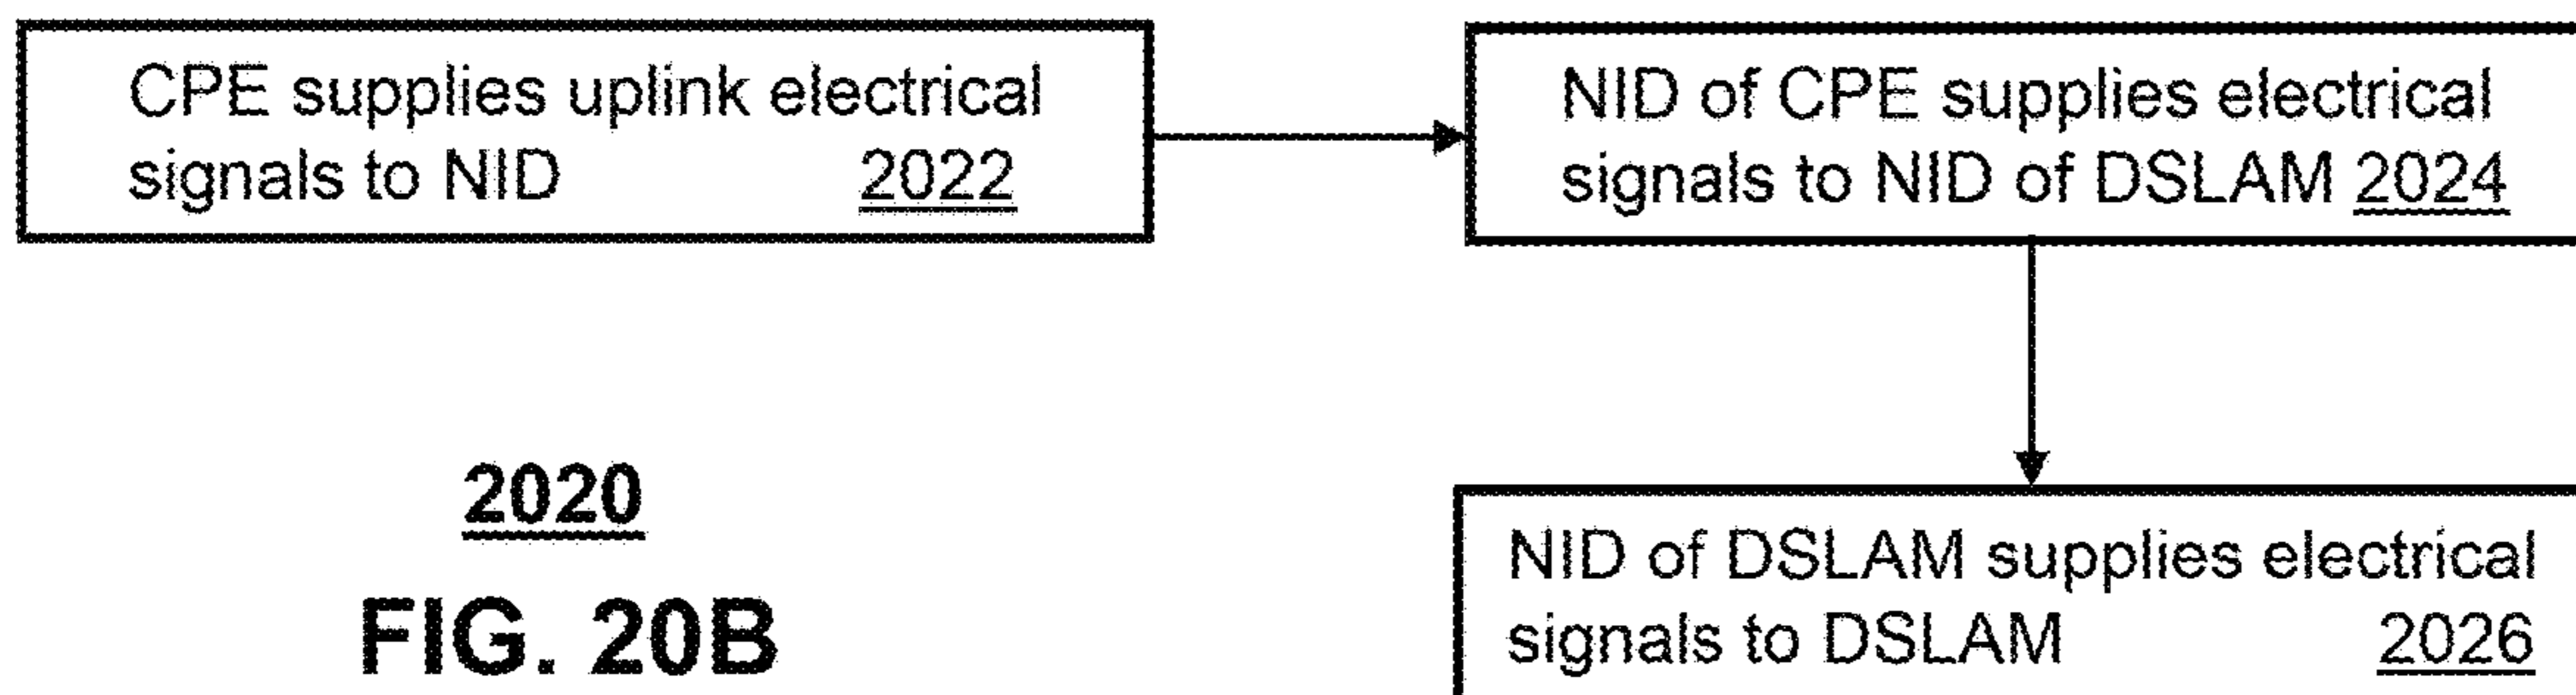 CPE supplies uplink electrical
signals to NID 2022
NID of CPE supplies electrical
signals to NID of DSLAM 2024
NID of DSLAM supplies electrical
signals to DSLAM 2026
2020
FIG. 20B